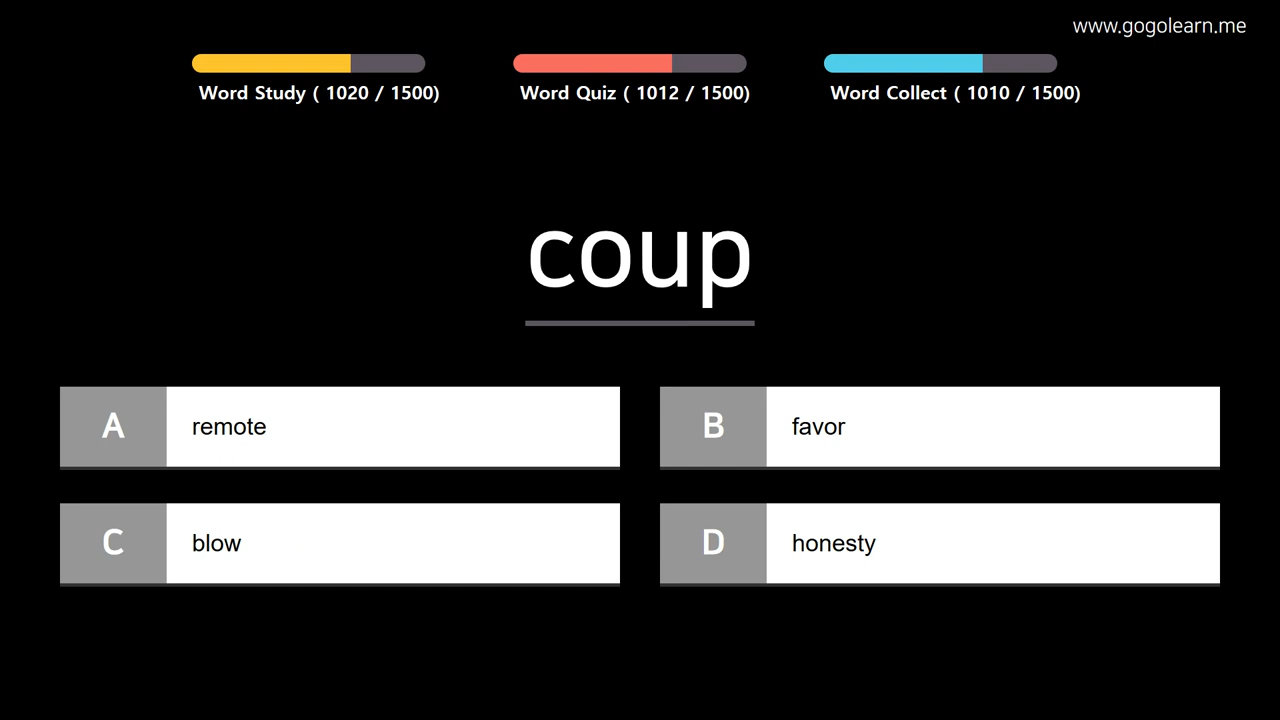 www.gogolearn.me
Word Study ( 1020 / 1500)
Word Quiz ( 1012 / 1500)
Word Collect ( 1010 / 1500)
coup
A remote
B favor
C blow
D honesty